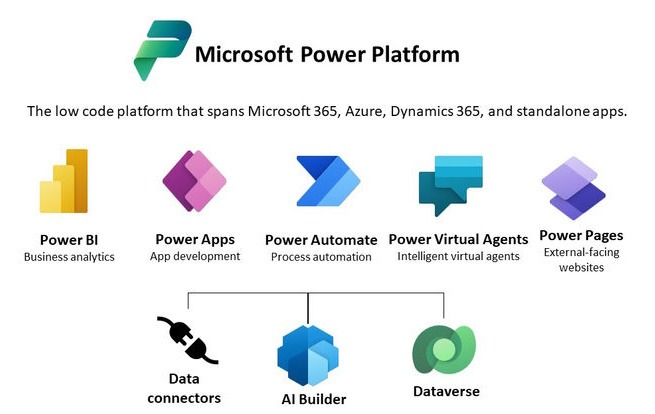 Microsoft Power Platform
The low code platform that spans Microsoft 365, Azure, Dynamics 365, and standalone apps.
Power BI
Business analytics
Power Apps
App development
Power Automate
Process automation
Power Virtual Agents
Intelligent virtual agents
Power Pages
External-facing
websites
Data
connectors
AI Builder
Dataverse